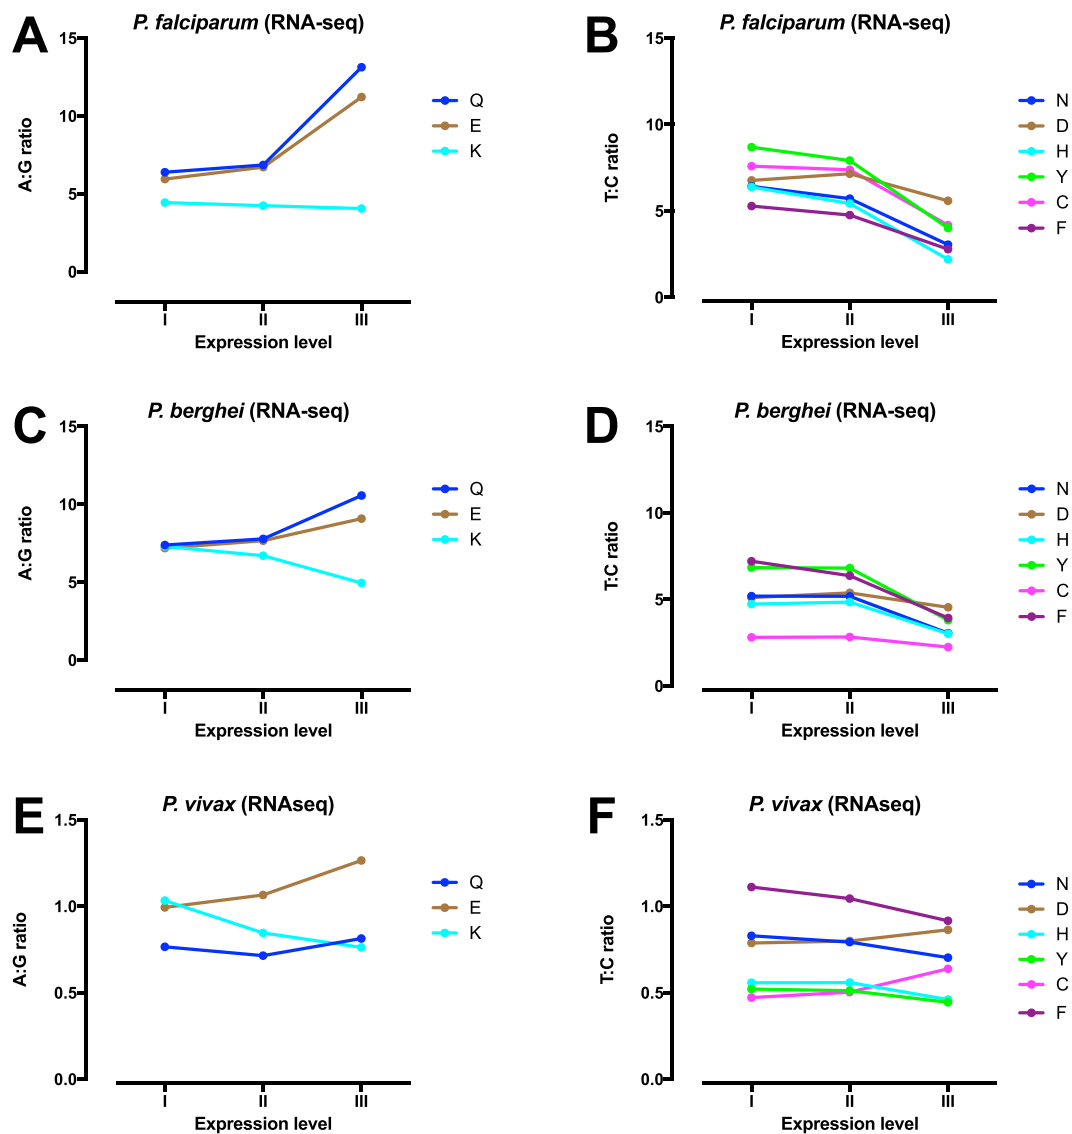 A
P. falciparum (RNA-seq)
15
10
5
0
A:G ratio
I II III
Expression level
Q
E
K
B
P. falciparum (RNA-seq)
15
10
5
0
T:C ratio
I II III
Expression level
N
D
H
Y
C
F
C
P. berghei (RNA-seq)
15
10
5
0
A:G ratio
I II III
Expression level
Q
E
K
D
P. berghei (RNA-seq)
15
10
5
0
T:C ratio
I II III
Expression level
N
D
H
Y
C
F
E
P. vivax (RNAseq)
1.5
1.0
0.5
0.0
A:G ratio
I II III
Expression level
Q
E
K
F
P. vivax (RNAseq)
1.5
1.0
0.5
0.0
T:C ratio
I II III
Expression level
N
D
H
Y
C
F